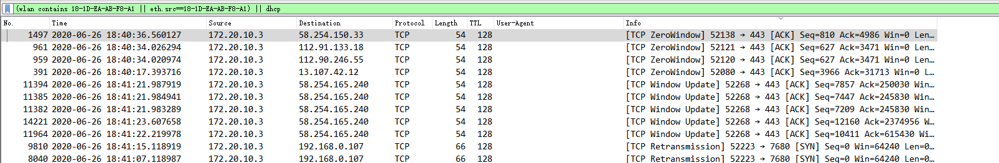 (wlan contains 18-1D-EA-AB-F8-A1 || eth.src==18-1D-EA-AB-F8-A1) || dhcp
No. Time Source Destination Protocol Length TTL User-Agent Info
1497 2020-06-26 18:40:36.560127 172.20.10.3 58.254.150.33 TCP 54 128 [TCP ZeroWindow] 52138 → 443 [ACK] Seq=810 Ack=4986 Win=0 Len…
961 2020-06-26 18:40:34.026294 172.20.10.3 112.91.133.18 TCP 54 128 [TCP ZeroWindow] 52121 → 443 [ACK] Seq=627 Ack=3471 Win=0 Len…
959 2020-06-26 18:40:34.020974 172.20.10.3 112.90.246.55 TCP 54 128 [TCP ZeroWindow] 52120 → 443 [ACK] Seq=627 Ack=3471 Win=0 Len…
391 2020-06-26 18:40:17.393716 172.20.10.3 13.107.42.12 TCP 54 128 [TCP ZeroWindow] 52080 → 443 [ACK] Seq=3966 Ack=31713 Win=0 L…
11394 2020-06-26 18:41:21.987919 172.20.10.3 58.254.165.240 TCP 54 128 [TCP Window Update] 52268 → 443 [ACK] Seq=7857 Ack=250030 Win…
11385 2020-06-26 18:41:21.984941 172.20.10.3 58.254.165.240 TCP 54 128 [TCP Window Update] 52268 → 443 [ACK] Seq=7447 Ack=245830 Win…
11382 2020-06-26 18:41:21.983289 172.20.10.3 58.254.165.240 TCP 54 128 [TCP Window Update] 52268 → 443 [ACK] Seq=7209 Ack=245830 Win…
14221 2020-06-26 18:41:23.607658 172.20.10.3 58.254.165.240 TCP 54 128 [TCP Window Update] 52268 → 443 [ACK] Seq=12160 Ack=2374956 W…
11964 2020-06-26 18:41:22.219978 172.20.10.3 58.254.165.240 TCP 54 128 [TCP Window Update] 52268 → 443 [ACK] Seq=10411 Ack=615430 Wi…
9810 2020-06-26 18:41:15.118919 172.20.10.3 192.168.0.107 TCP 66 128 [TCP Retransmission] 52223 → 7680 [SYN] Seq=0 Win=64240 Len=0…
8040 2020-06-26 18:41:07.118987 172.20.10.3 192.168.0.107 TCP 66 128 [TCP Retransmission] 52223 → 7680 [SYN] Seq=0 Win=64240 Len=0…